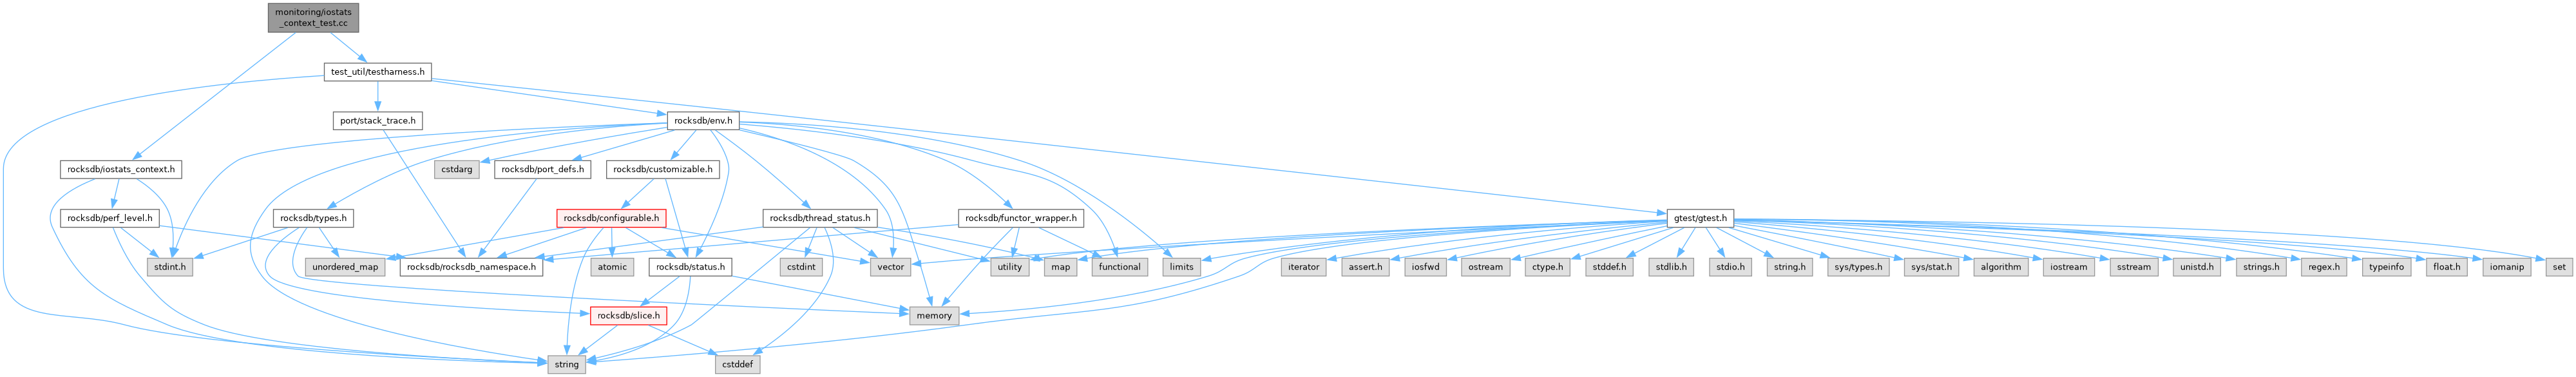 monitoring/iostats
_context_test.cc
test_util/testharness.h
port/stack_trace.h
rocksdb/env.h
rocksdb/iostats_context.h
cstdarg
rocksdb/port_defs.h
rocksdb/customizable.h
rocksdb/perf_level.h
rocksdb/types.h
rocksdb/configurable.h
rocksdb/thread_status.h
rocksdb/functor_wrapper.h
gtest/gtest.h
stdint.h
unordered_map
rocksdb/rocksdb_namespace.h
atomic
rocksdb/status.h
cstdint
vector
utility
map
functional
limits
iterator
assert.h
iosfwd
ostream
ctype.h
stddef.h
stdlib.h
stdio.h
string.h
sys/types.h
sys/stat.h
algorithm
iostream
sstream
unistd.h
strings.h
regex.h
typeinfo
float.h
iomanip
set
rocksdb/slice.h
memory
string
cstddef